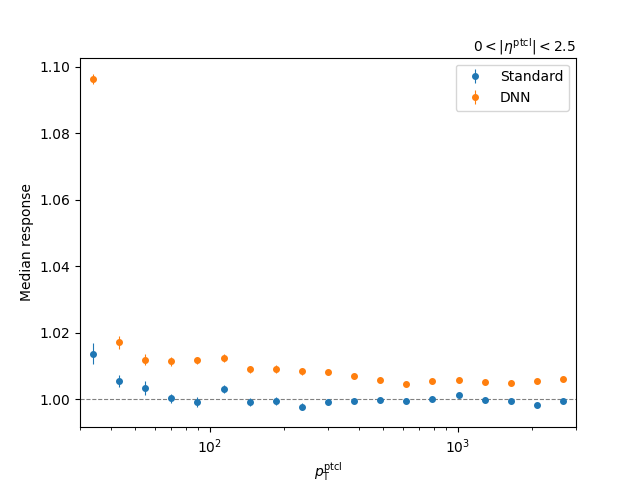 0 < |η^ptcl| < 2.5
1.10
1.08
1.06
1.04
1.02
1.00
Median response
Standard
DNN
10^2
10^3
p_T^ptcl